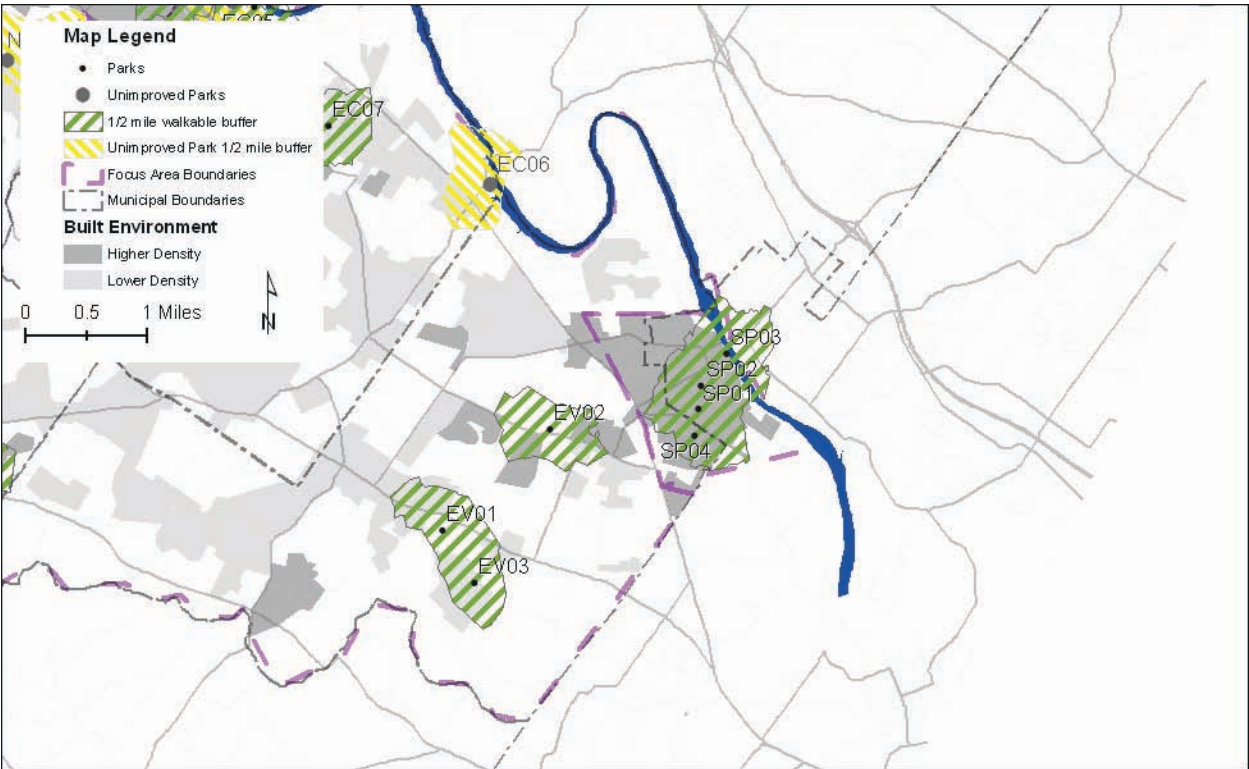 EC05
N
Map Legend
Parks
Unimproved Parks
1/2 mile walkable buffer
Unimproved Park 1/2 mile buffer
Focus Area Boundaries
Municipal Boundaries
Built Environment
Higher Density
Lower Density
0 0.5 1 Miles
N
EC07
EC06
SP03
SP02
SP01
EV02
SP04
EV01
EV03